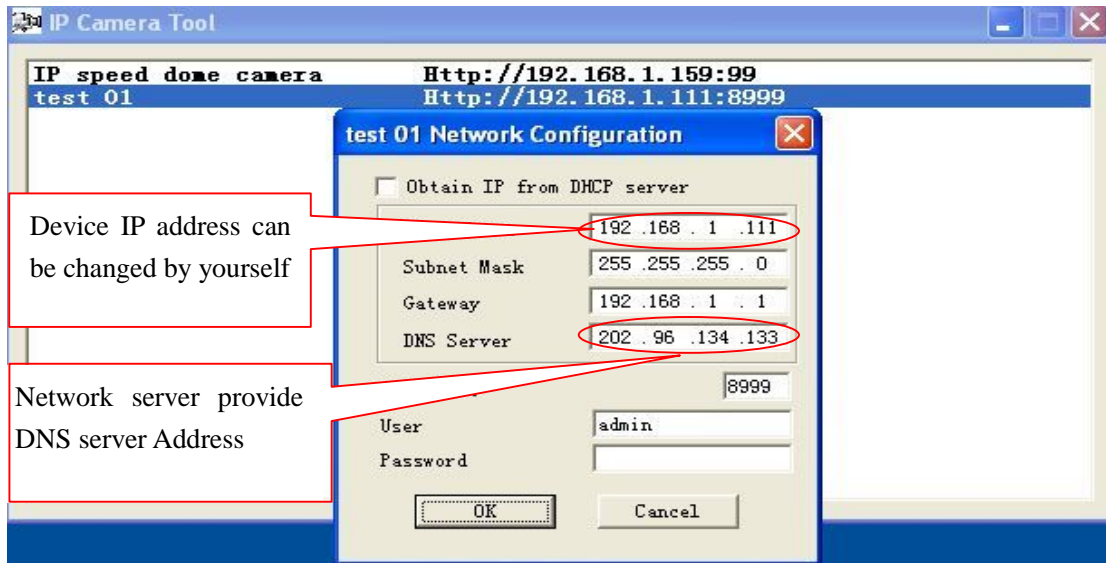 IP Camera Tool
IP speed dome camera Http://192.168.1.159:99
test 01 Http://192.168.1.111:8999
test 01 Network Configuration
Obtain IP from DHCP server
192 .168 . 1 .111
Device IP address can
be changed by yourself
Subnet Mask 255 .255 .255 . 0
Gateway 192 .168 . 1 . 1
DNS Server 202 . 96 .134 .133
8999
Network server provide
DNS server Address
User admin
Password
OK Cancel